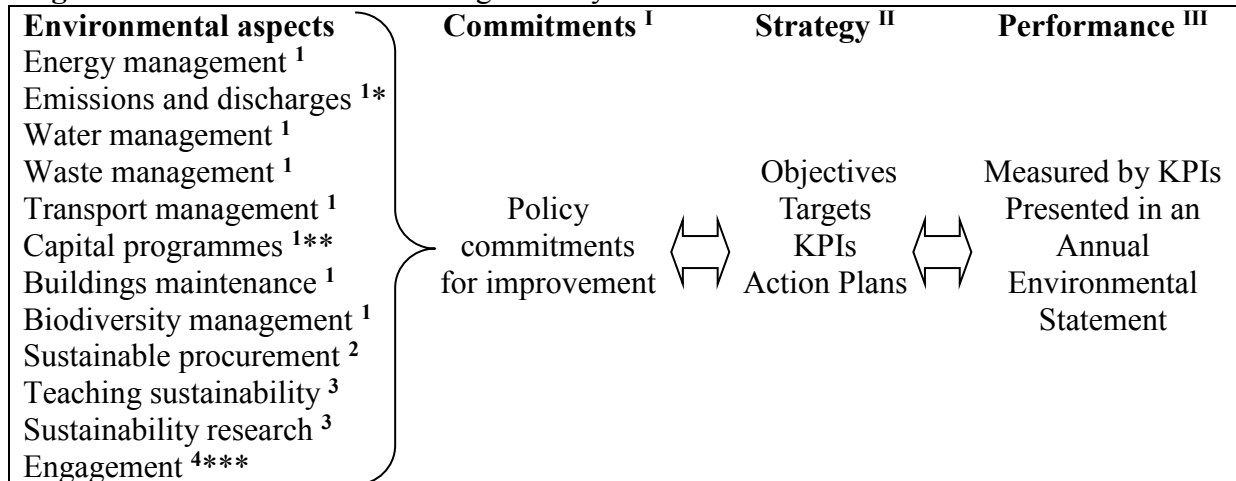 Environmental aspects
Energy management 1
Emissions and discharges 1*
Water management 1
Waste management 1
Transport management 1
Capital programmes 1**
Buildings maintenance 1
Biodiversity management 1
Sustainable procurement 2
Teaching sustainability 3
Sustainability research 3
Engagement 4***
Commitments I
Policy
commitments
for improvement
Strategy II
Objectives
Targets
KPIs
Action Plans
Performance III
Measured by KPIs
Presented in an
Annual
Environmental
Statement